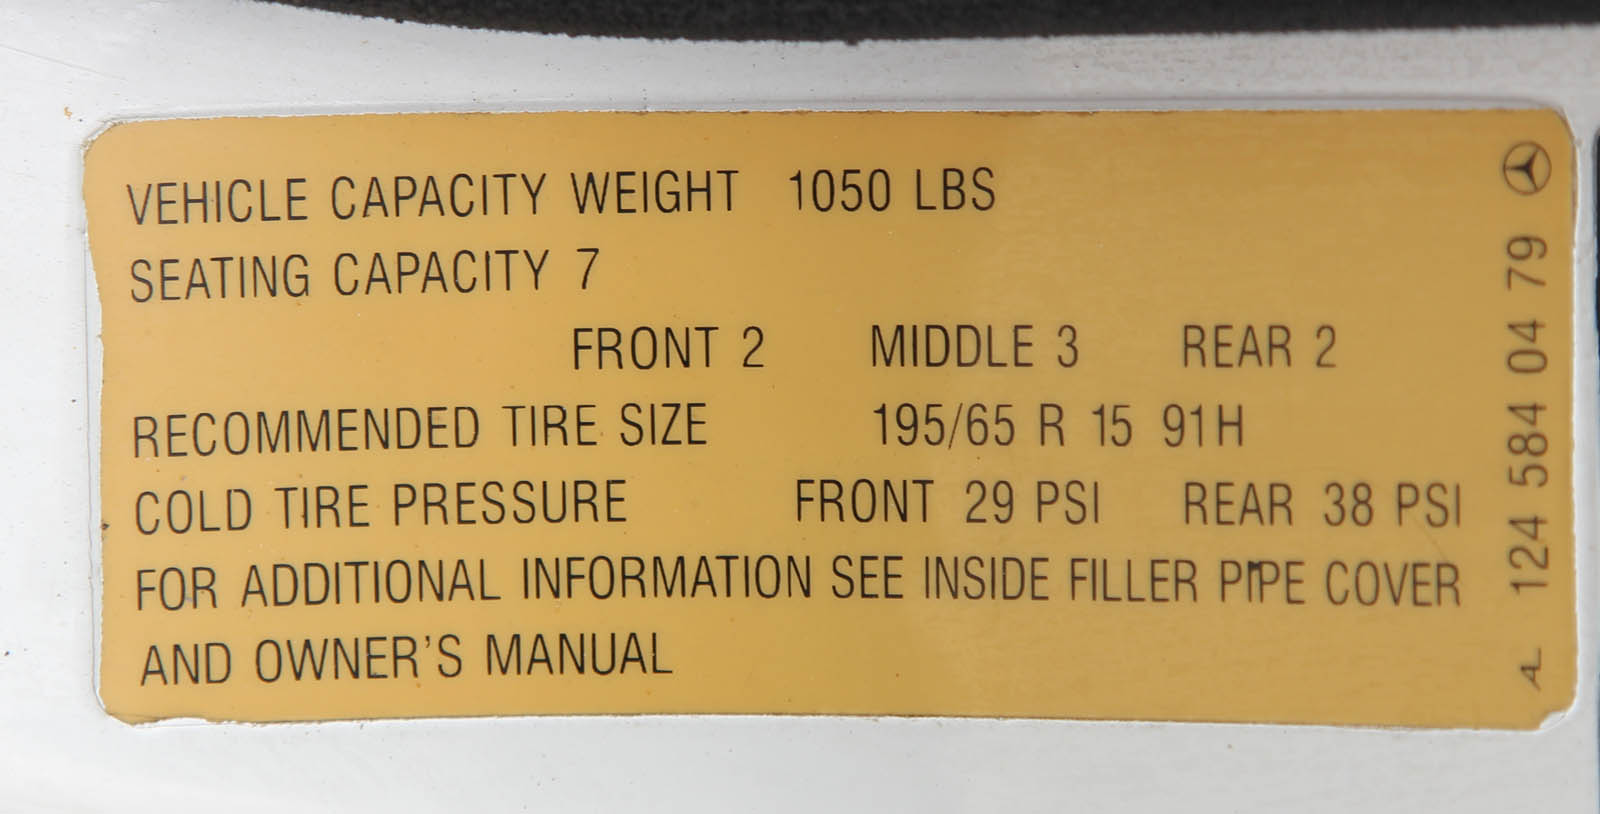 VEHICLE CAPACITY WEIGHT 1050 LBS
SEATING CAPACITY 7
FRONT 2 MIDDLE 3 REAR 2
RECOMMENDED TIRE SIZE 195/65 R 15 91H
COLD TIRE PRESSURE FRONT 29 PSI REAR 38 PSI
FOR ADDITIONAL INFORMATION SEE INSIDE FILLER PIPE COVER
AND OWNER'S MANUAL
124 584 04 79